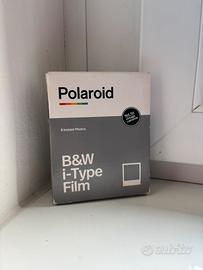 Polaroid
8 Instant Photos
B&W
i-Type
Film
subito